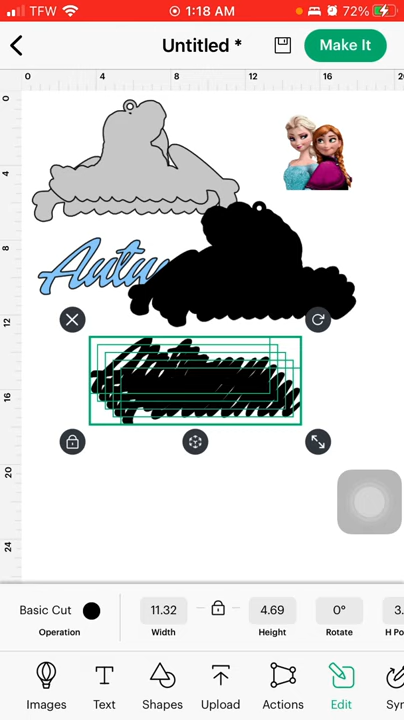 TFW 1:18 AM 72%
Untitled * Make It
0 4 8 12 16 20
0
4
8
12
16
20
24
Basic Cut 11.32 4.69 0° 3.
Operation Width Height Rotate H Po
Images Text Shapes Upload Actions Edit Syn